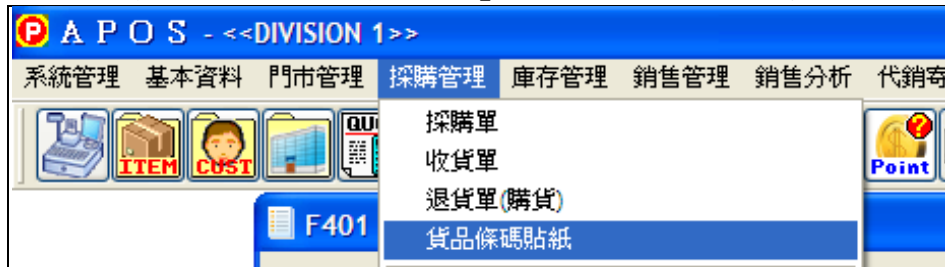 A P O S - <<DIVISION 1>>
系統管理 基本資料 門市管理 採購管理 庫存管理 銷售管理 銷售分析 代銷寄
ITEM CUST QU Point
採購單
收貨單
退貨單(購貨)
F401
貨品條碼貼紙